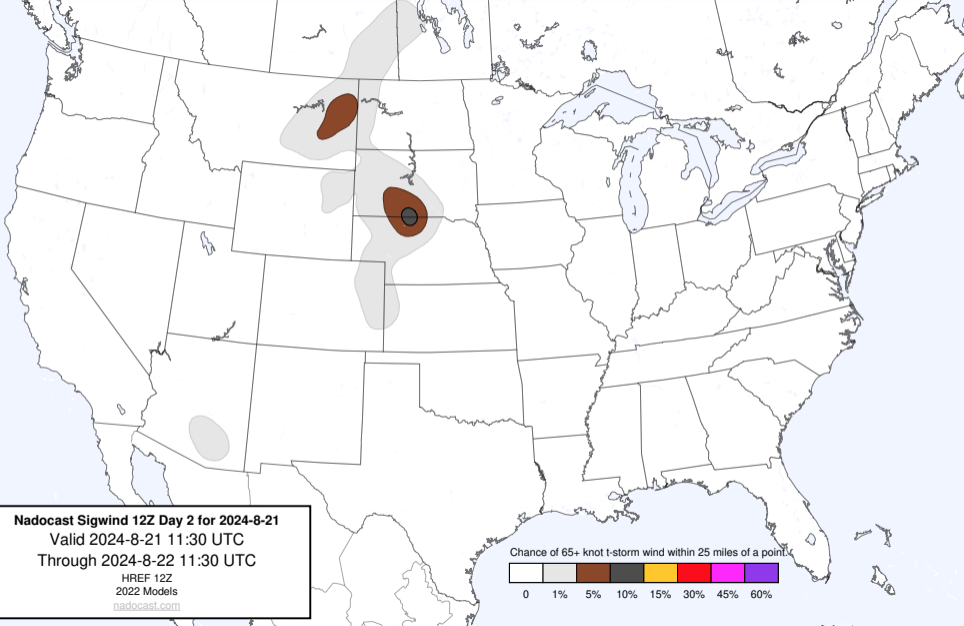 Nadocast Sigwind 12Z Day 2 for 2024-8-21
Valid 2024-8-21 11:30 UTC
Through 2024-8-22 11:30 UTC
HREF 12Z
2022 Models
nadocast.com
Chance of 65+ knot t-storm wind within 25 miles of a point.
0 1% 5% 10% 15% 30% 45% 60%